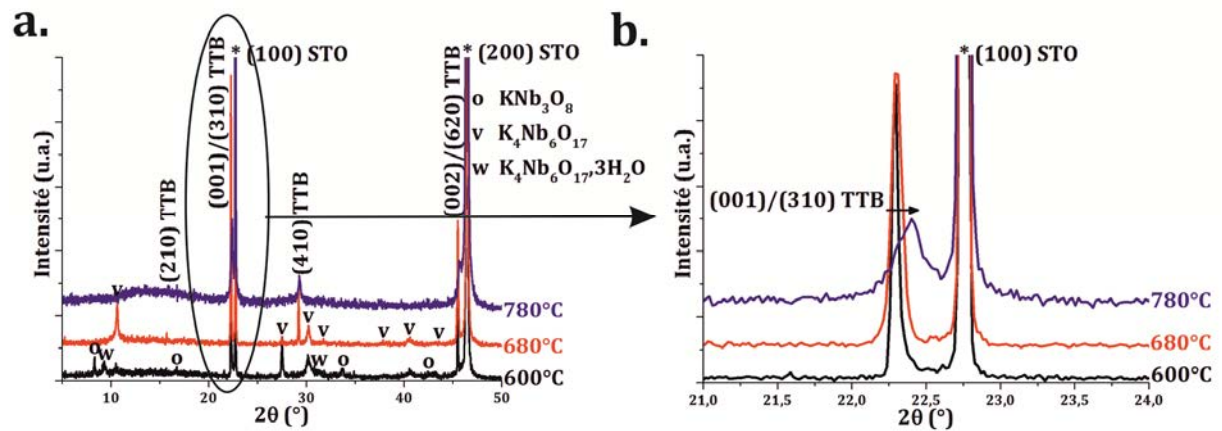 a.
(001)/(310) TTB
* (100) STO
(002)/(620) TTB
* (200) STO
o KNb₃O₈
v K₄Nb₆O₁₇
w K₄Nb₆O₁₇,3H₂O
(210) TTB
(410) TTB
Intensité (u.a.)
v
780°C
v v v v v v
680°C
o w o w o o
600°C
10 20 30 40 50
2θ (°)
b.
* (100) STO
(001)/(310) TTB
Intensité (u.a.)
780°C
680°C
600°C
21,0 21,5 22,0 22,5 23,0 23,5 24,0
2θ (°)